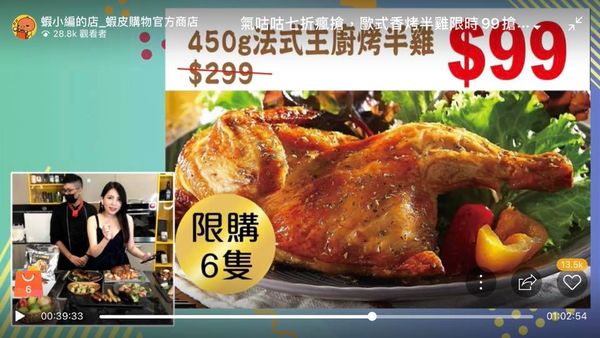 蝦小編的店_蝦皮購物官方商店
28.8k 觀看者
氣咕咕七折瘋搶，歐式香烤半雞限時99搶...
450g法式主廚烤半雞
$299
$99
限購
6隻
6
13.5k
00:39:33
01:02:54